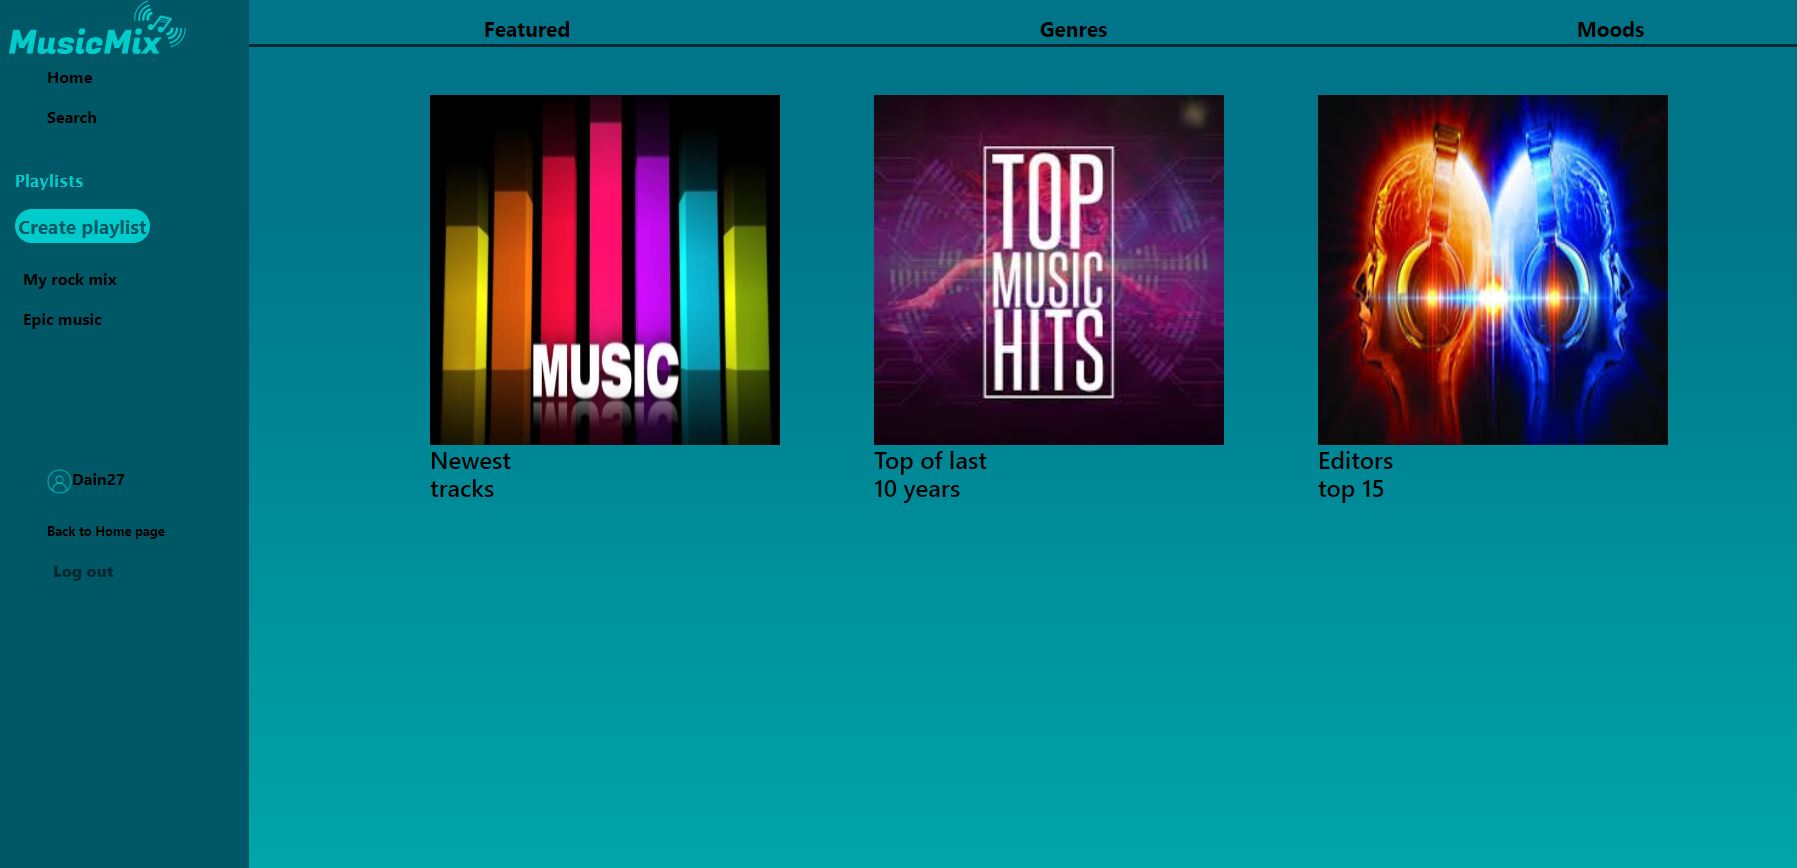 MusicMix
Home
Search
Playlists
Create playlist
My rock mix
Epic music
Dain27
Back to Home page
Log out
Featured
Genres
Moods
MUSIC
Newest
tracks
TOP
MUSIC
HITS
Top of last
10 years
Editors
top 15